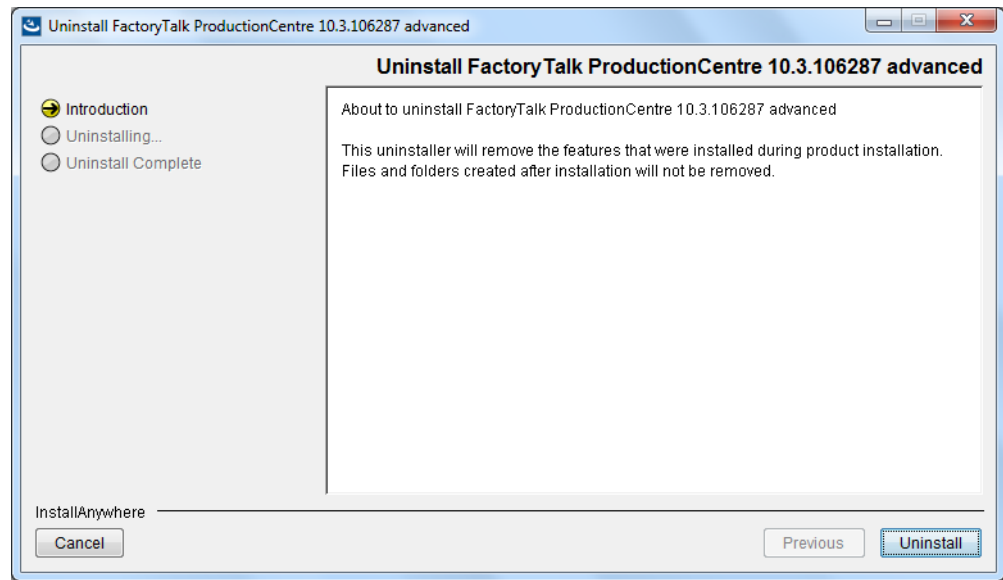 Uninstall FactoryTalk ProductionCentre 10.3.106287 advanced
Uninstall FactoryTalk ProductionCentre 10.3.106287 advanced
Introduction
Uninstalling...
Uninstall Complete
About to uninstall FactoryTalk ProductionCentre 10.3.106287 advanced
This uninstaller will remove the features that were installed during product installation.
Files and folders created after installation will not be removed.
InstallAnywhere
Cancel
Previous
Uninstall